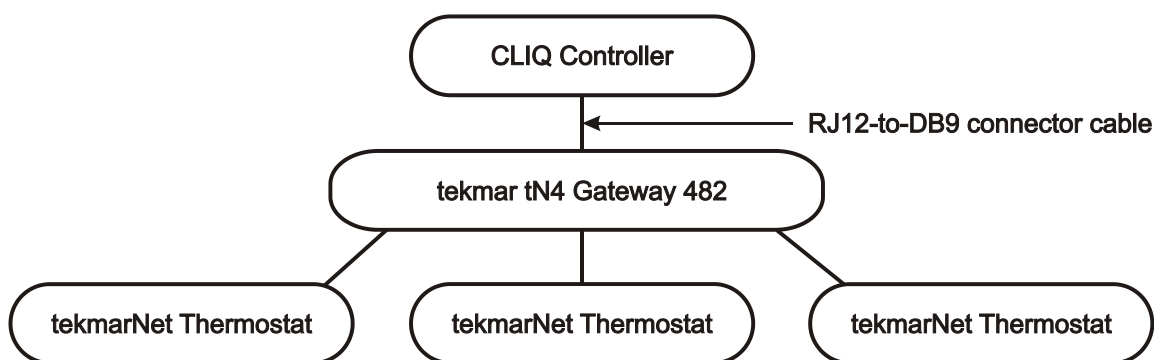 CLIQ Controller
RJ12-to-DB9 connector cable
tekmar tN4 Gateway 482
tekmarNet Thermostat
tekmarNet Thermostat
tekmarNet Thermostat